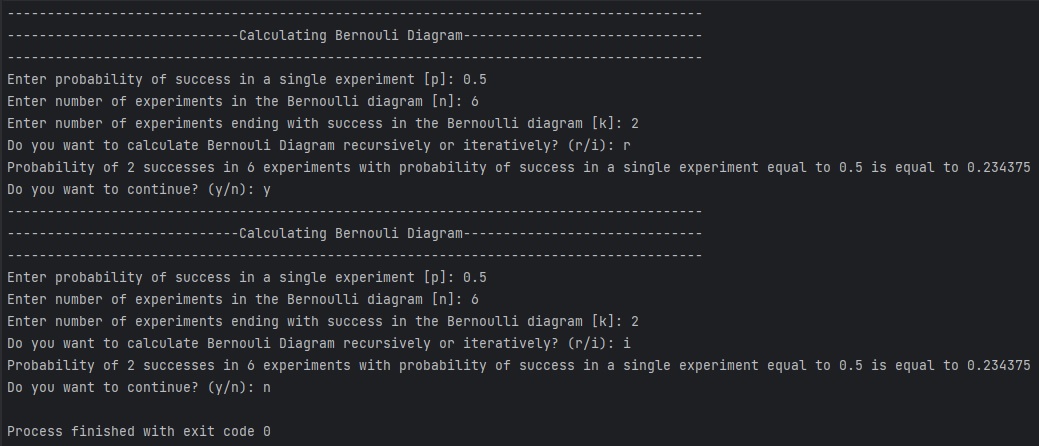 ---------------------------------------------------------------------------------------
-----------------------------Calculating Bernouli Diagram------------------------------
---------------------------------------------------------------------------------------
Enter probability of success in a single experiment [p]: 0.5
Enter number of experiments in the Bernoulli diagram [n]: 6
Enter number of experiments ending with success in the Bernoulli diagram [k]: 2
Do you want to calculate Bernouli Diagram recursively or iteratively? (r/i): r
Probability of 2 successes in 6 experiments with probability of success in a single experiment equal to 0.5 is equal to 0.234375
Do you want to continue? (y/n): y
---------------------------------------------------------------------------------------
-----------------------------Calculating Bernouli Diagram------------------------------
---------------------------------------------------------------------------------------
Enter probability of success in a single experiment [p]: 0.5
Enter number of experiments in the Bernoulli diagram [n]: 6
Enter number of experiments ending with success in the Bernoulli diagram [k]: 2
Do you want to calculate Bernouli Diagram recursively or iteratively? (r/i): i
Probability of 2 successes in 6 experiments with probability of success in a single experiment equal to 0.5 is equal to 0.234375
Do you want to continue? (y/n): n
Process finished with exit code 0